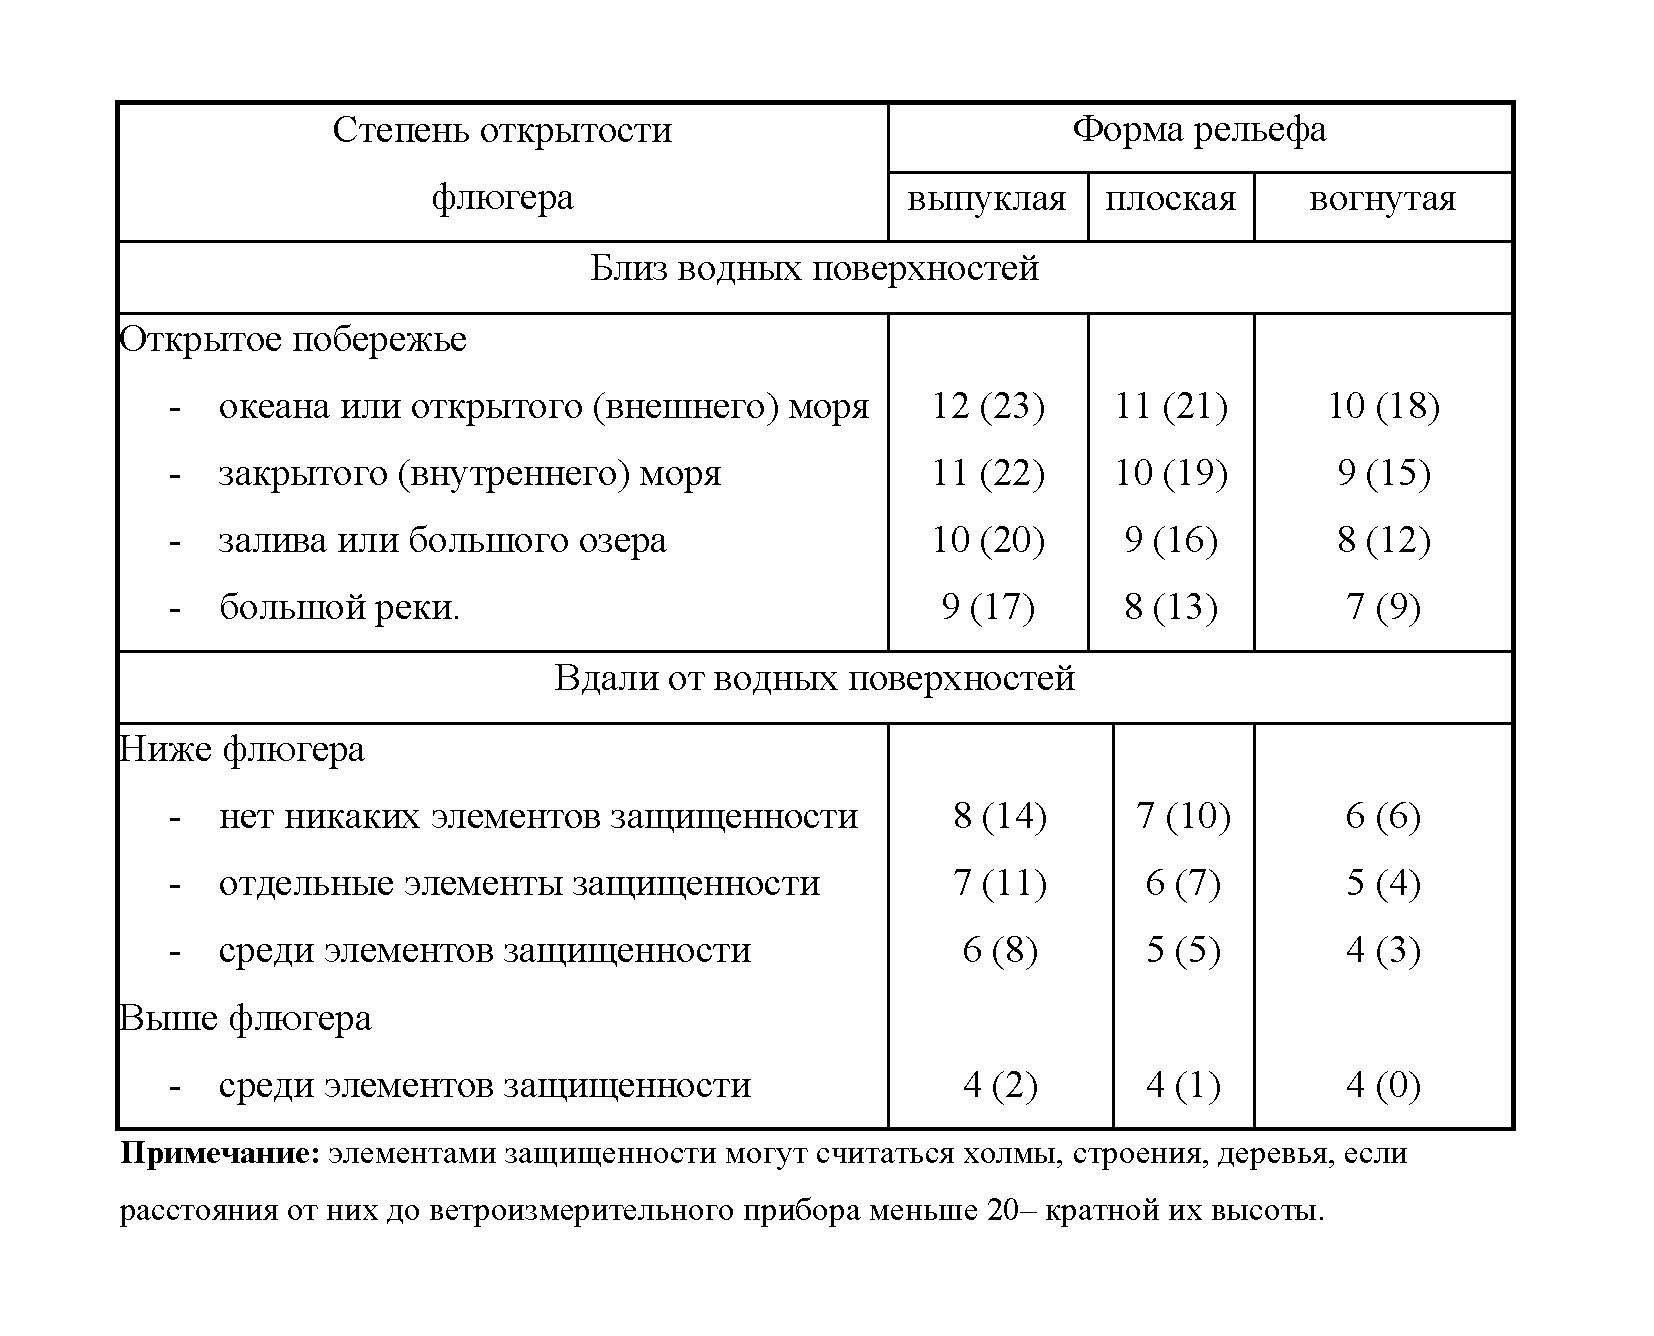 Степень открытости
флюгера
Форма рельефа
выпуклая плоская вогнутая
Близ водных поверхностей
Открытое побережье
- океана или открытого (внешнего) моря 12 (23) 11 (21) 10 (18)
- закрытого (внутреннего) моря 11 (22) 10 (19) 9 (15)
- залива или большого озера 10 (20) 9 (16) 8 (12)
- большой реки. 9 (17) 8 (13) 7 (9)
Вдали от водных поверхностей
Ниже флюгера
- нет никаких элементов защищенности 8 (14) 7 (10) 6 (6)
- отдельные элементы защищенности 7 (11) 6 (7) 5 (4)
- среди элементов защищенности 6 (8) 5 (5) 4 (3)
Выше флюгера
- среди элементов защищенности 4 (2) 4 (1) 4 (0)
Примечание: элементами защищенности могут считаться холмы, строения, деревья, если
расстояния от них до ветроизмерительного прибора меньше 20– кратной их высоты.